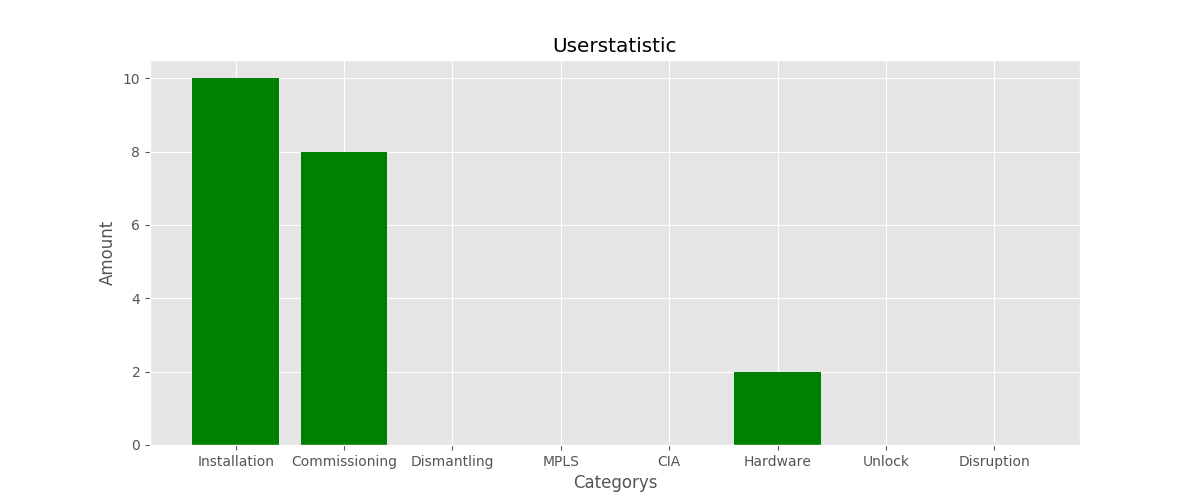 Userstatistic
10
8
6
4
2
0
Amount
Installation Commissioning Dismantling MPLS CIA Hardware Unlock Disruption
Categorys